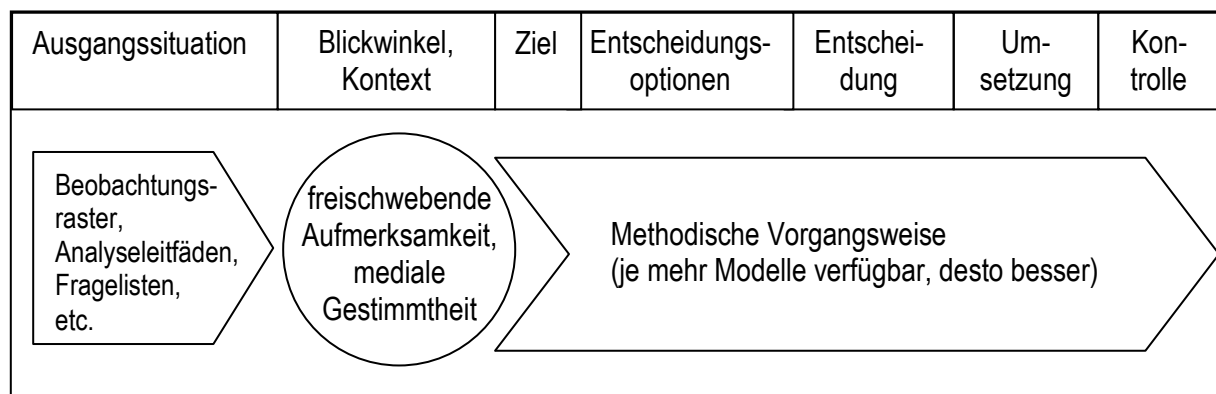 Ausgangssituation
Blickwinkel,
Kontext
Ziel
Entscheidungs-
optionen
Entschei-
dung
Um-
setzung
Kon-
trolle
Beobachtungs-
raster,
Analyseleitfäden,
Fragelisten,
etc.
freischwebende
Aufmerksamkeit,
mediale
Gestimmtheit
Methodische Vorgangsweise
(je mehr Modelle verfügbar, desto besser)